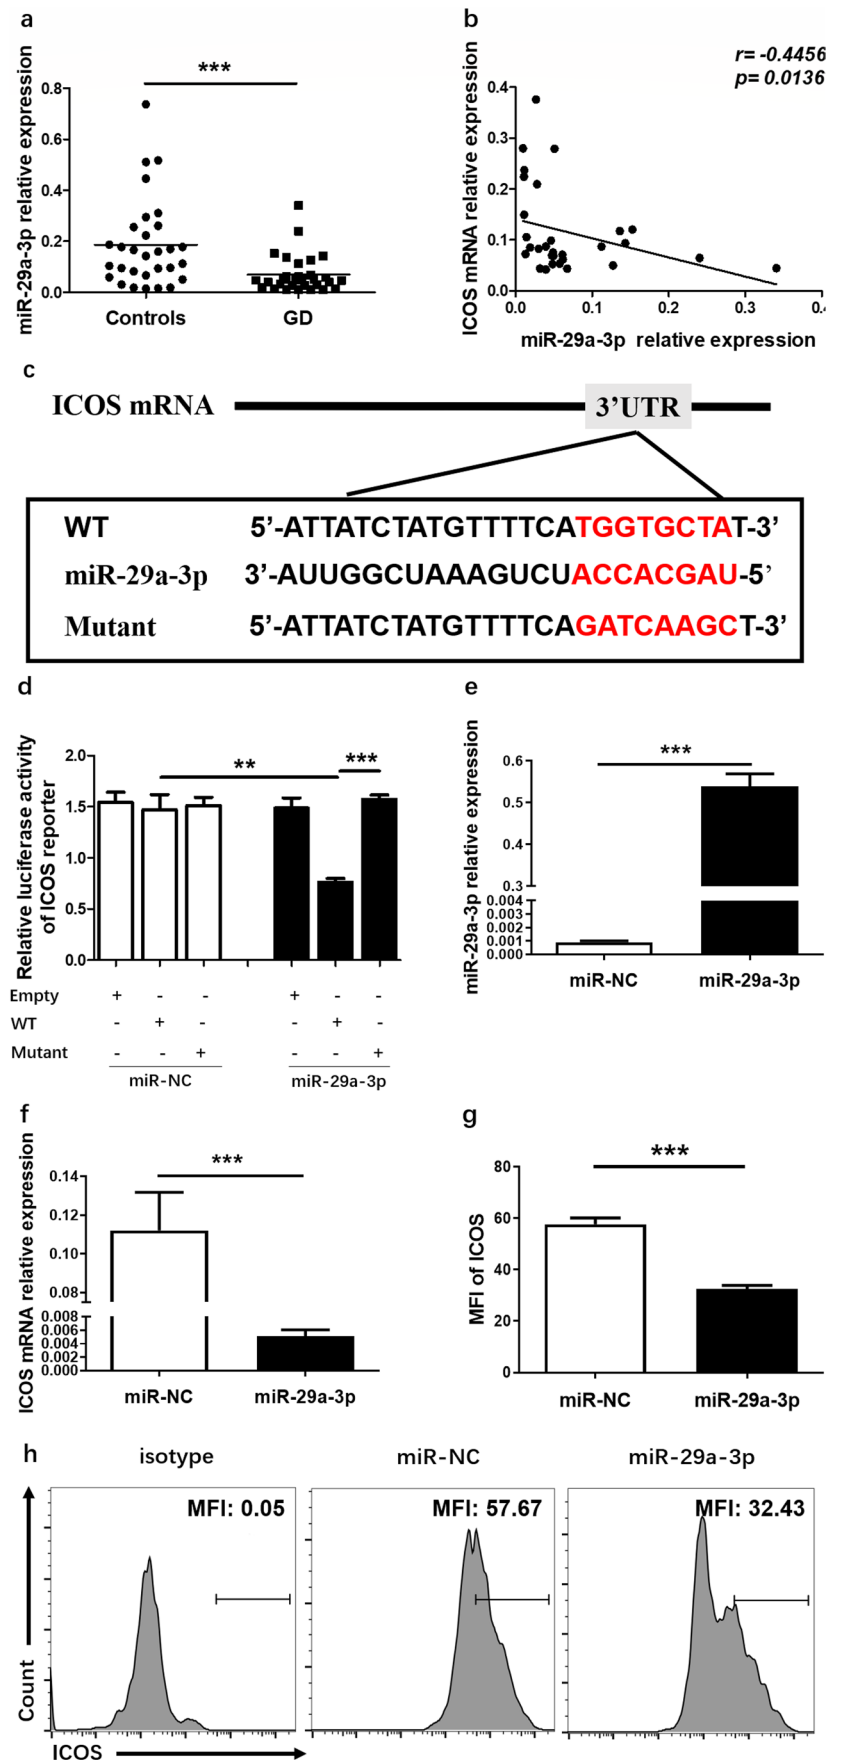 a
miR-29a-3p relative expression
***
0.8
0.6
0.4
0.2
0.0
Controls GD
b
ICOS mRNA relative expression
r= -0.4456
p= 0.0136
0.4
0.3
0.2
0.1
0.0
0.0 0.1 0.2 0.3 0.4
miR-29a-3p relative expression
c
ICOS mRNA 3’UTR
WT 5’-ATTATCTATGTTTTCATGGTGCTAT-3’
miR-29a-3p 3’-AUUGGCUAAAGUCUACCACGAU-5’
Mutant 5’-ATTATCTATGTTTTCAGATCAAGCT-3’
d
Relative luciferase activity
of ICOS reporter
** ***
2.0
1.5
1.0
0.5
0.0
Empty + - - + - -
WT - + - - + -
Mutant - - + - - +
miR-NC miR-29a-3p
e
miR-29a-3p relative expression
***
0.6
0.5
0.4
0.3
0.004
0.003
0.002
0.001
0.000
miR-NC miR-29a-3p
f
ICOS mRNA relative expression
***
0.14
0.12
0.10
0.08
0.008
0.006
0.004
0.002
0.000
miR-NC miR-29a-3p
g
MFI of ICOS
***
80
60
40
20
0
miR-NC miR-29a-3p
h
isotype miR-NC miR-29a-3p
MFI: 0.05 MFI: 57.67 MFI: 32.43
Count
ICOS